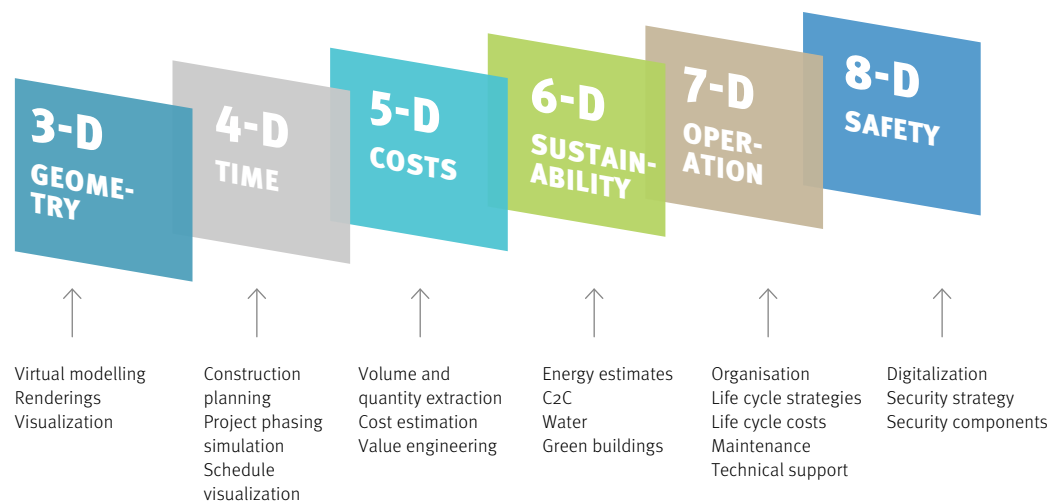 3-D
GEOME-
TRY
4-D
TIME
5-D
COSTS
6-D
SUSTAIN-
ABILITY
7-D
OPER-
ATION
8-D
SAFETY
Virtual modelling
Renderings
Visualization
Construction
planning
Project phasing
simulation
Schedule
visualization
Volume and
quantity extraction
Cost estimation
Value engineering
Energy estimates
C2C
Water
Green buildings
Organisation
Life cycle strategies
Life cycle costs
Maintenance
Technical support
Digitalization
Security strategy
Security components